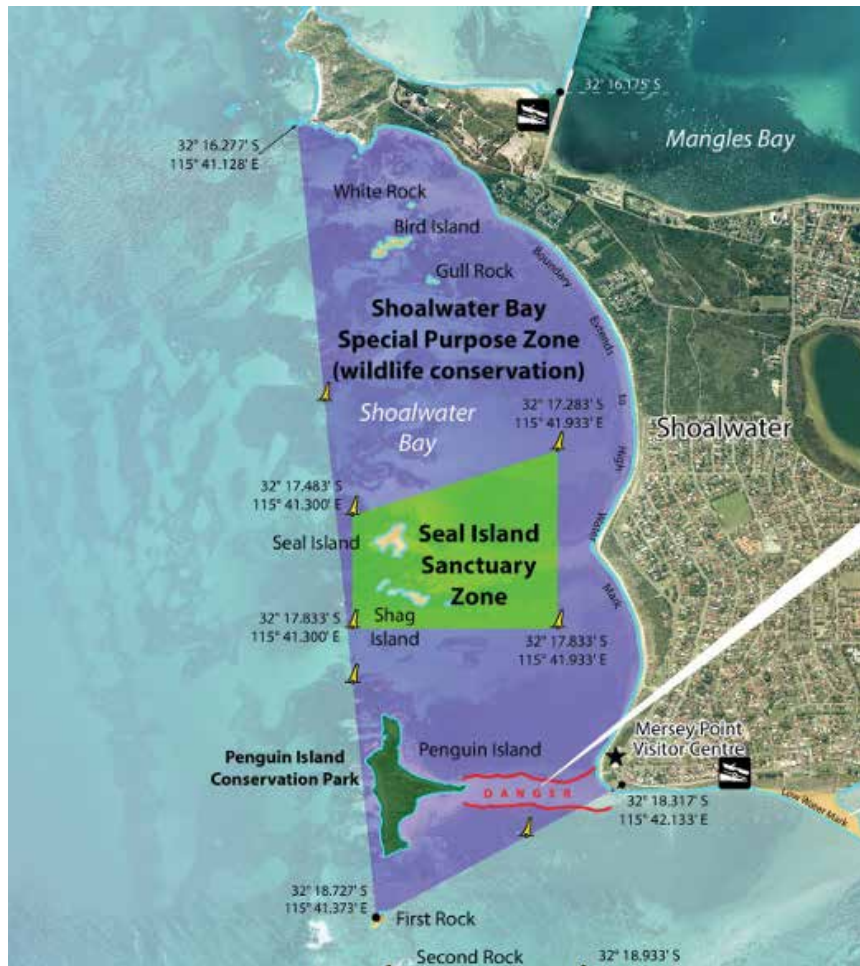 32° 16.175' S
Mangles Bay
32° 16.277' S
115° 41.128' E
White Rock
Bird Island
Gull Rock
Boundary Extends to High Water Mark
Shoalwater Bay
Special Purpose Zone
(wildlife conservation)
32° 17.283' S
115° 41.933' E
Shoalwater
Bay
Shoalwater
32° 17.483' S
115° 41.300' E
Seal Island
Seal Island
Sanctuary
Zone
32° 17.833' S
115° 41.300' E
Shag
Island
32° 17.833' S
115° 41.933' E
Mersey Point
Visitor Centre
Penguin Island
Penguin Island
Conservation Park
DANGER
Low Water Mark
32° 18.317' S
115° 42.133' E
32° 18.727' S
115° 41.373' E
First Rock
Second Rock
32° 18.933' S